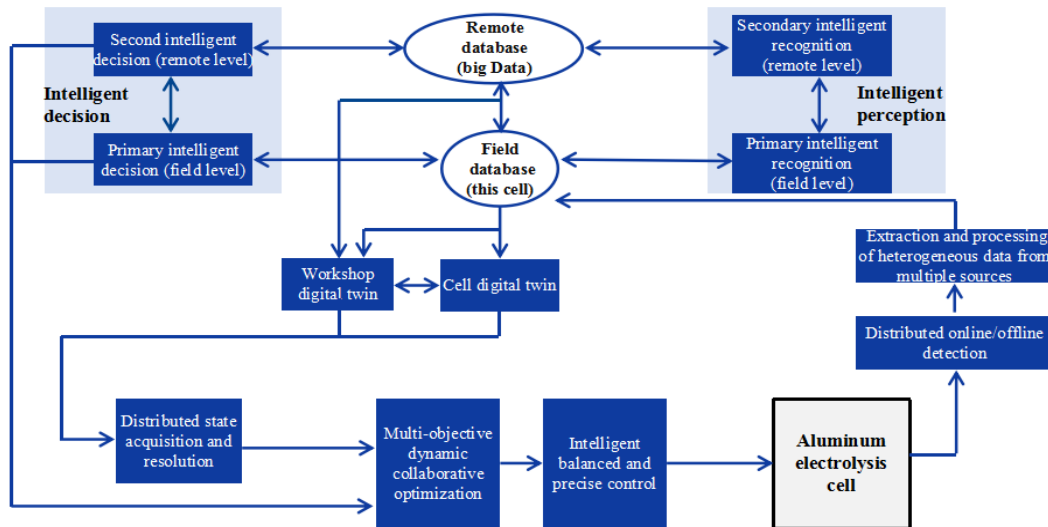 Second intelligent
decision (remote level)
Remote
database
(big Data)
Secondary intelligent
recognition
(remote level)
Intelligent
decision
Intelligent
perception
Primary intelligent
decision (field level)
Field
database
(this cell)
Primary intelligent
recognition
(field level)
Extraction and processing
of heterogeneous data from
multiple sources
Workshop
digital twin
Cell digital twin
Distributed online/offline
detection
Distributed state
acquisition and
resolution
Multi-objective
dynamic
collaborative
optimization
Intelligent
balanced and
precise control
Aluminum
electrolysis
cell